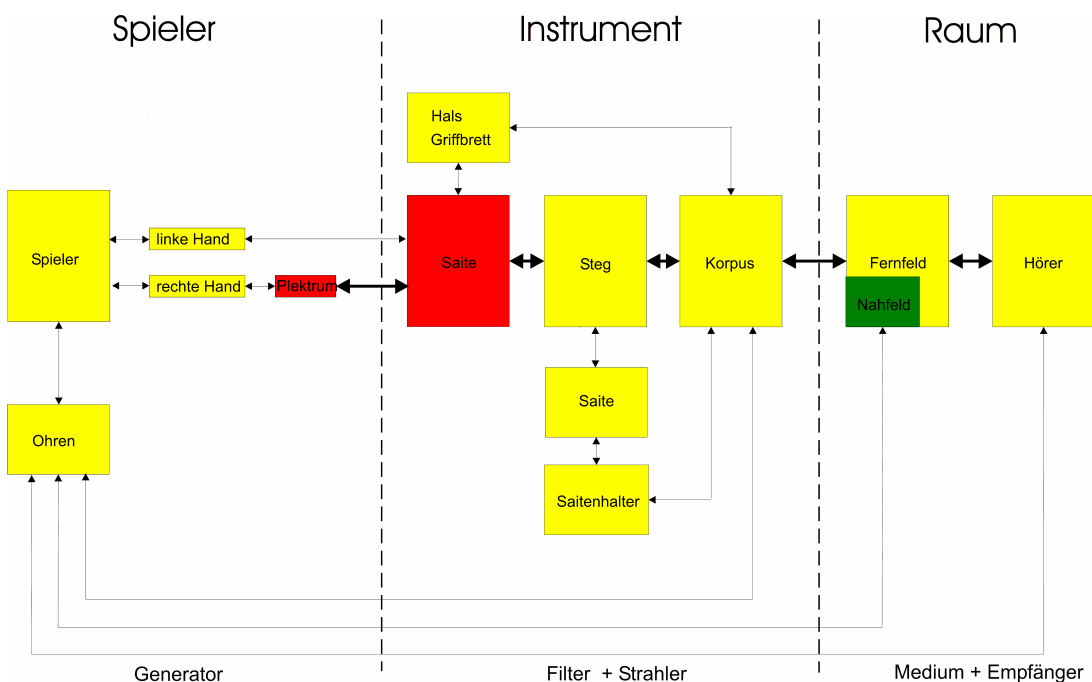 Spieler
Instrument
Raum
Hals
Griffbrett
Spieler
linke Hand
rechte Hand
Plektrum
Saite
Steg
Korpus
Fernfeld
Nahfeld
Hörer
Ohren
Saite
Saitenhalter
Generator
Filter + Strahler
Medium + Empfänger